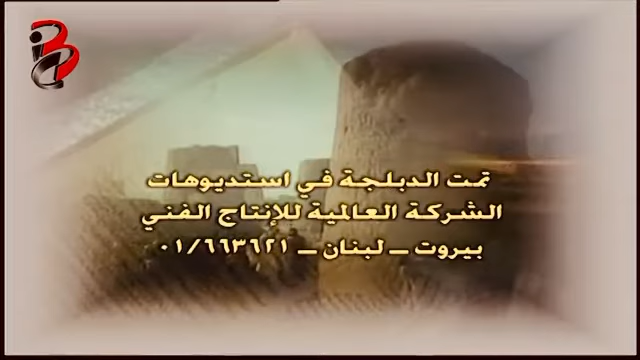 تمت الدبلجة في استديوهات
الشركة العالمية للإنتاج الفني
بيروت ـ لبنان ـ ٠١/٦٦٣٦٢١